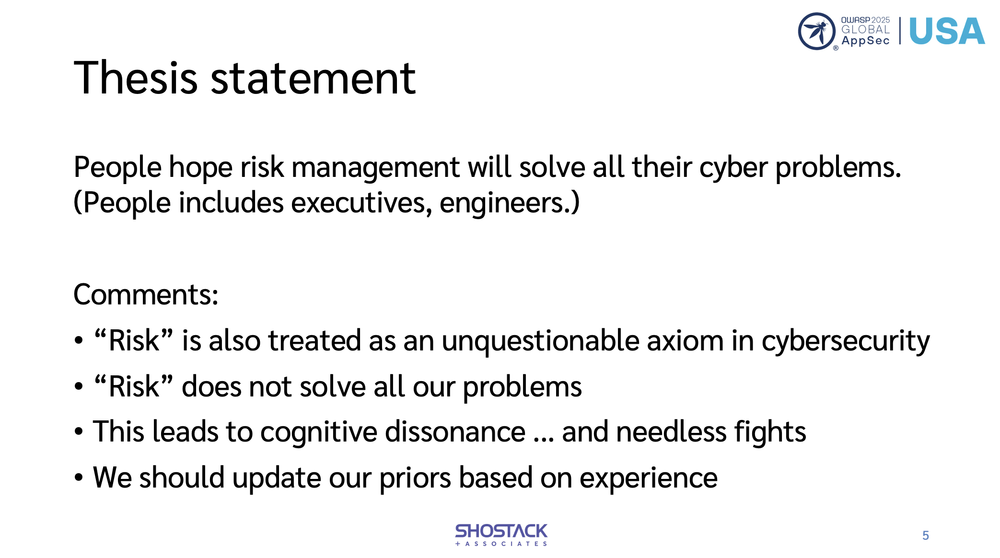 OWASP 2025
GLOBAL
AppSec
®
USA
Thesis statement
People hope risk management will solve all their cyber problems.
(People includes executives, engineers.)
Comments:
• “Risk” is also treated as an unquestionable axiom in cybersecurity
• “Risk” does not solve all our problems
• This leads to cognitive dissonance ... and needless fights
• We should update our priors based on experience
SHOSTACK
+ ASSOCIATES
5